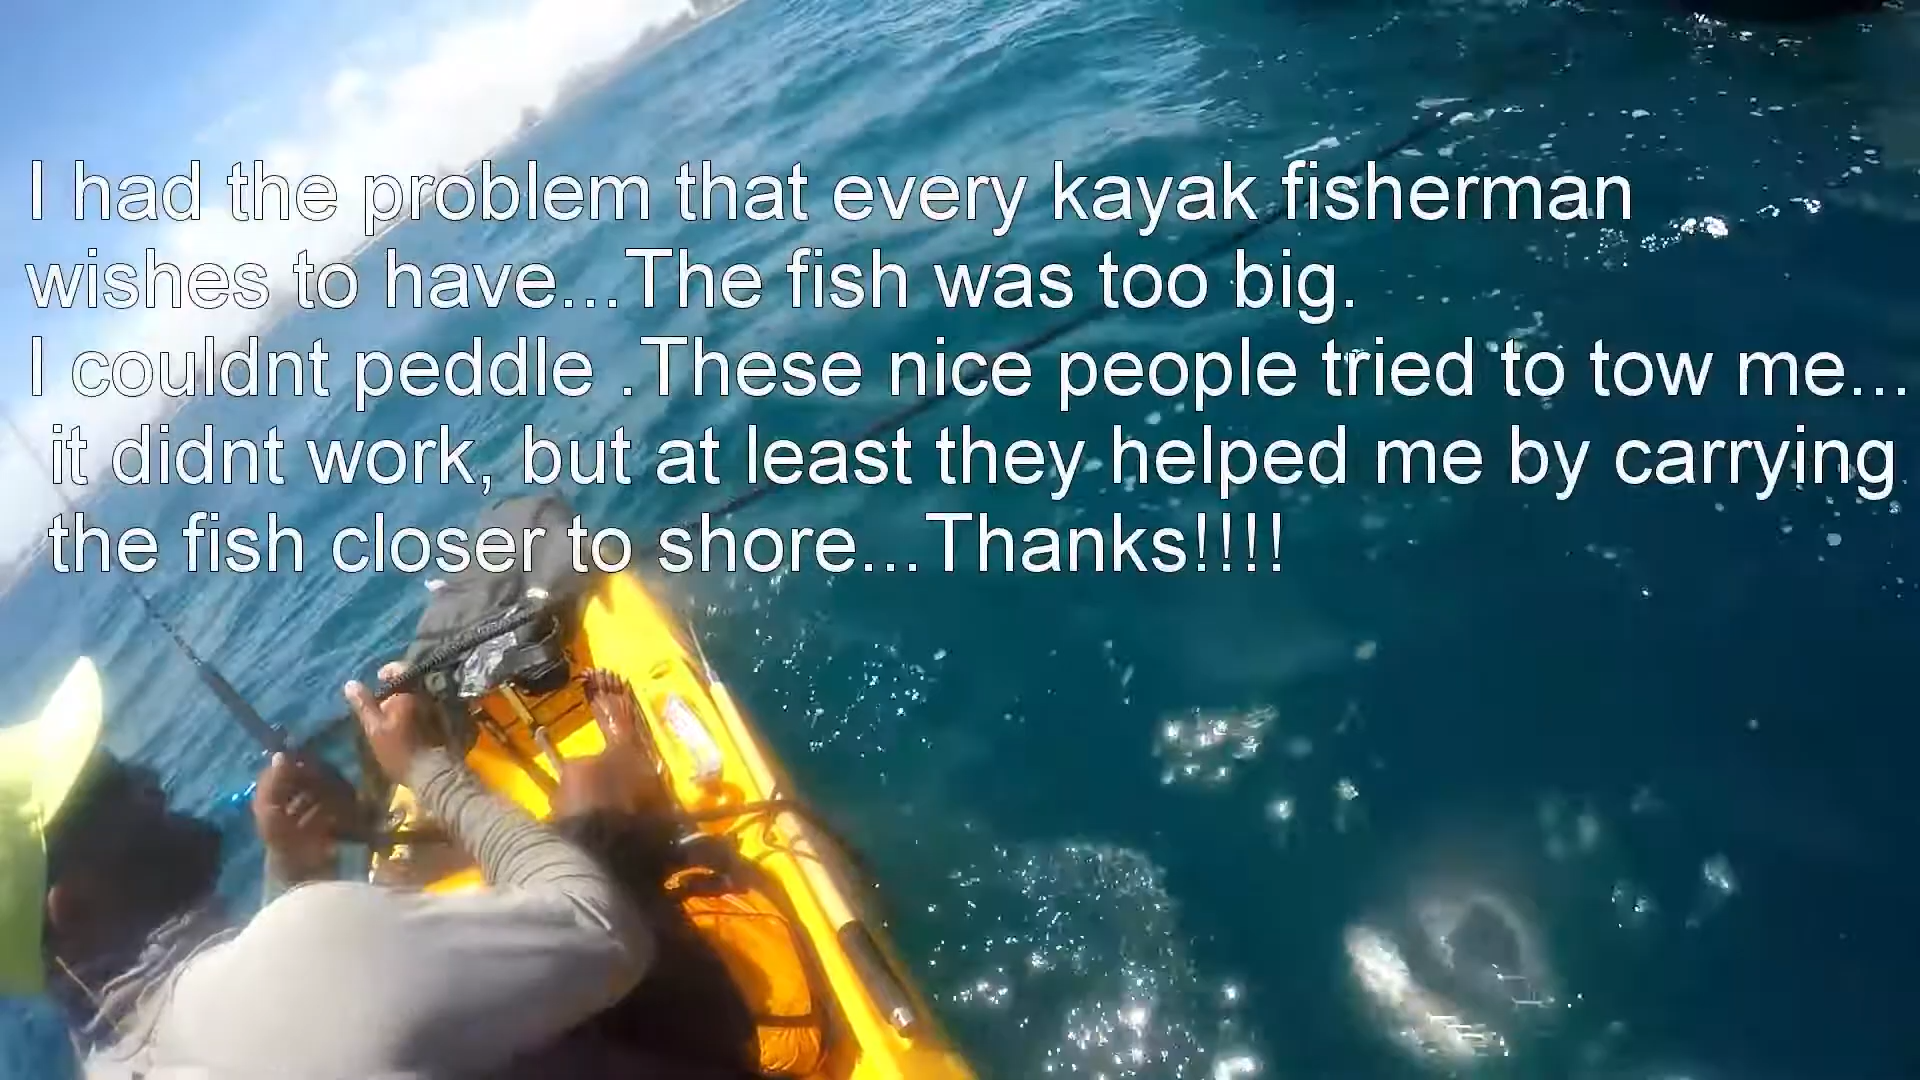 I had the problem that every kayak fisherman
wishes to have...The fish was too big.
I couldnt peddle .These nice people tried to tow me...
it didnt work, but at least they helped me by carrying
the fish closer to shore...Thanks!!!!